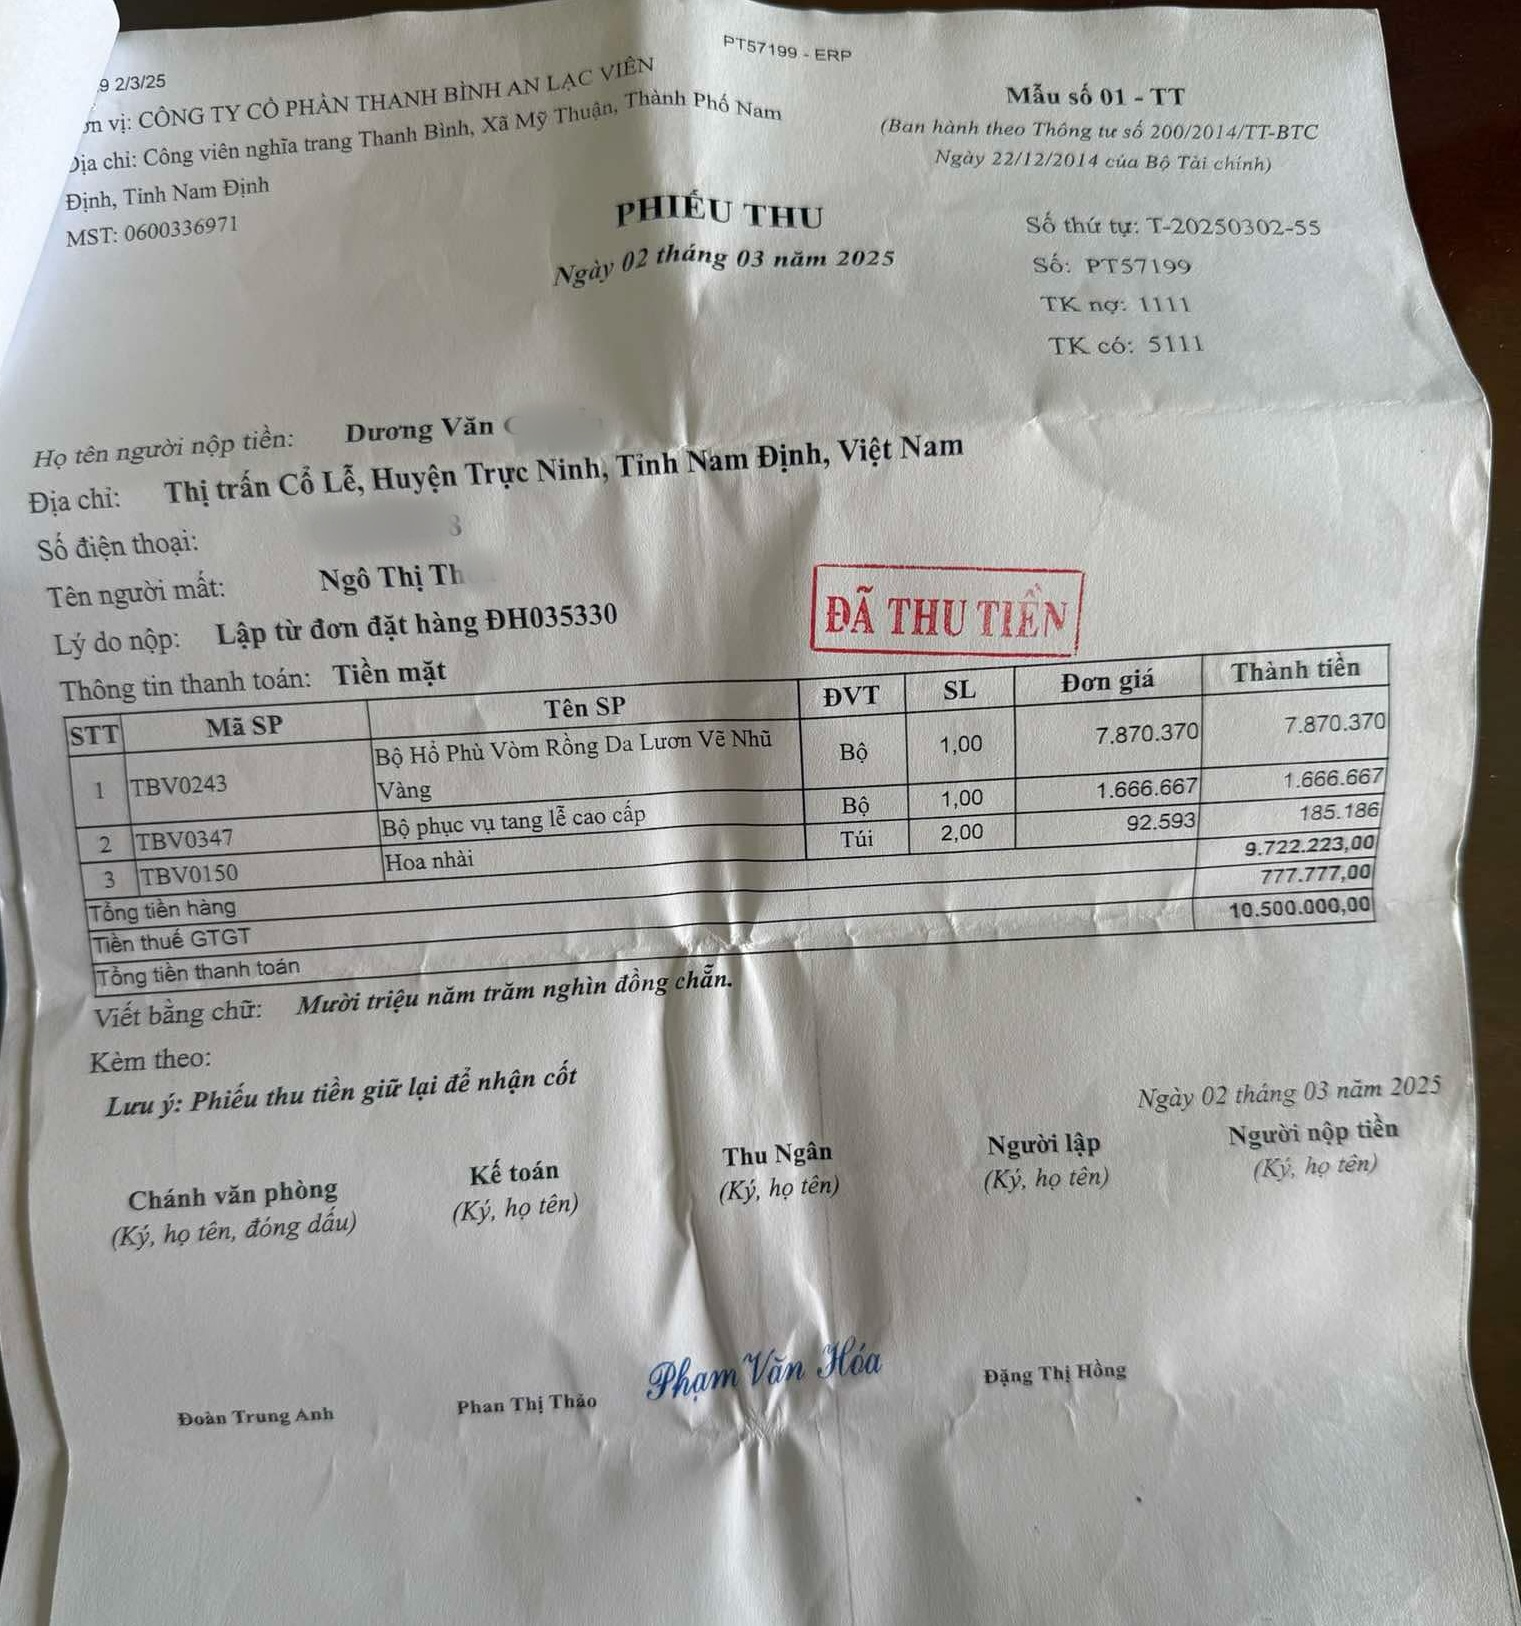 PT57199 - ERP
9 2/3/25
vị: CÔNG TY CỔ PHẦN THANH BÌNH AN LẠC VIÊN
Địa chỉ: Công viên nghĩa trang Thanh Bình, Xã Mỹ Thuận, Thành Phố Nam
Định, Tỉnh Nam Định
MST: 0600336971
Mẫu số 01 - TT
(Ban hành theo Thông tư số 200/2014/TT-BTC
Ngày 22/12/2014 của Bộ Tài chính)
PHIẾU THU
Ngày 02 tháng 03 năm 2025
Số thứ tự: T-20250302-55
Số: PT57199
TK nợ: 1111
TK có: 5111
Họ tên người nộp tiền: Dương Văn
Địa chỉ: Thị trấn Cổ Lễ, Huyện Trực Ninh, Tỉnh Nam Định, Việt Nam
Số điện thoại: 3
Tên người mất: Ngô Thị Th
Lý do nộp: Lập từ đơn đặt hàng ĐH035330
ĐÃ THU TIỀN
Thông tin thanh toán: Tiền mặt
STT Mã SP Tên SP ĐVT SL Đơn giá Thành tiền
1 TBV0243 Bộ Hổ Phù Vòm Rồng Da Lươn Vẽ Nhũ Bộ 1,00 7.870.370 7.870.370
Vàng
2 TBV0347 Bộ phục vụ tang lễ cao cấp Bộ 1,00 1.666.667 1.666.667
3 TBV0150 Hoa nhài Túi 2,00 92.593 185.186
Tổng tiền hàng 9.722.223,00
Tiền thuế GTGT 777.777,00
Tổng tiền thanh toán 10.500.000,00
Viết bằng chữ: Mười triệu năm trăm nghìn đồng chẵn.
Kèm theo:
Lưu ý: Phiếu thu tiền giữ lại để nhận cốt
Ngày 02 tháng 03 năm 2025
Chánh văn phòng Kế toán Thu Ngân Người lập Người nộp tiền
(Ký, họ tên, đóng dấu) (Ký, họ tên) (Ký, họ tên) (Ký, họ tên) (Ký, họ tên)
Đoàn Trung Anh Phan Thị Thảo Phạm Văn Hóa Đặng Thị Hồng